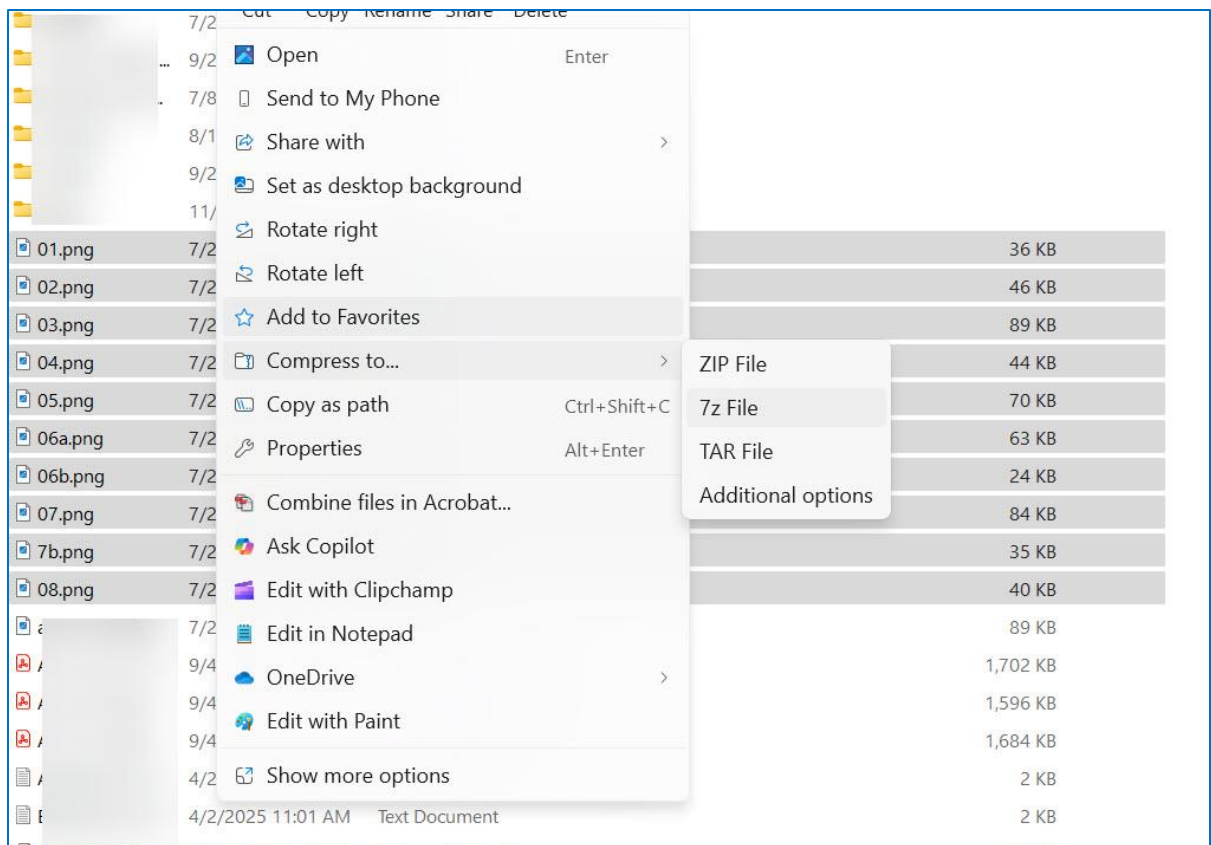 Cut Copy Rename Share Delete
7/2
9/2 Open Enter
...
7/8 Send to My Phone
8/1 Share with
9/2 Set as desktop background
11/ Rotate right
01.png 7/2 36 KB
Rotate left
02.png 7/2 46 KB
03.png 7/2 Add to Favorites 89 KB
04.png 7/2 Compress to... ZIP File 44 KB
05.png 7/2 Copy as path Ctrl+Shift+C 7z File 70 KB
06a.png 7/2 Properties Alt+Enter TAR File 63 KB
06b.png 7/2 24 KB
Additional options
07.png 7/2 Combine files in Acrobat... 84 KB
7b.png 7/2 Ask Copilot 35 KB
08.png 7/2 Edit with Clipchamp 40 KB
7/2 Edit in Notepad 89 KB
9/4 OneDrive 1,702 KB
9/4 1,596 KB
Edit with Paint
9/4 1,684 KB
4/2 Show more options 2 KB
4/2/2025 11:01 AM Text Document 2 KB